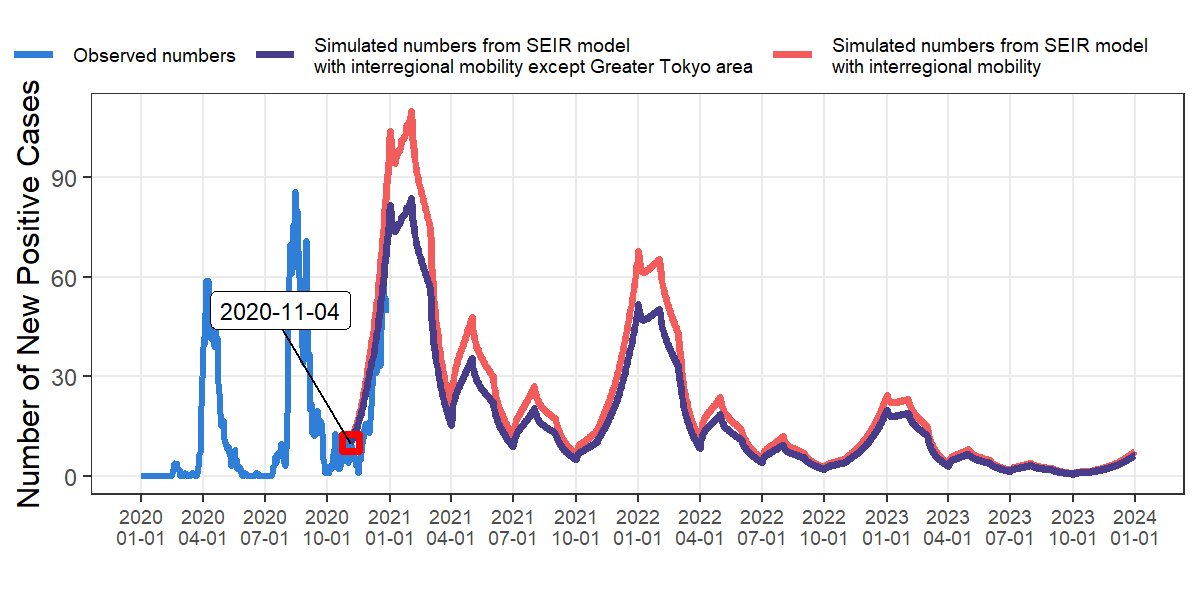 Observed numbers
Simulated numbers from SEIR model
with interregional mobility except Greater Tokyo area
Simulated numbers from SEIR model
with interregional mobility
Number of New Positive Cases
90
60
30
0
2020-11-04
2020 2020 2020 2020 2021 2021 2021 2021 2022 2022 2022 2022 2023 2023 2023 2023 2024
01-01 04-01 07-01 10-01 01-01 04-01 07-01 10-01 01-01 04-01 07-01 10-01 01-01 04-01 07-01 10-01 01-01